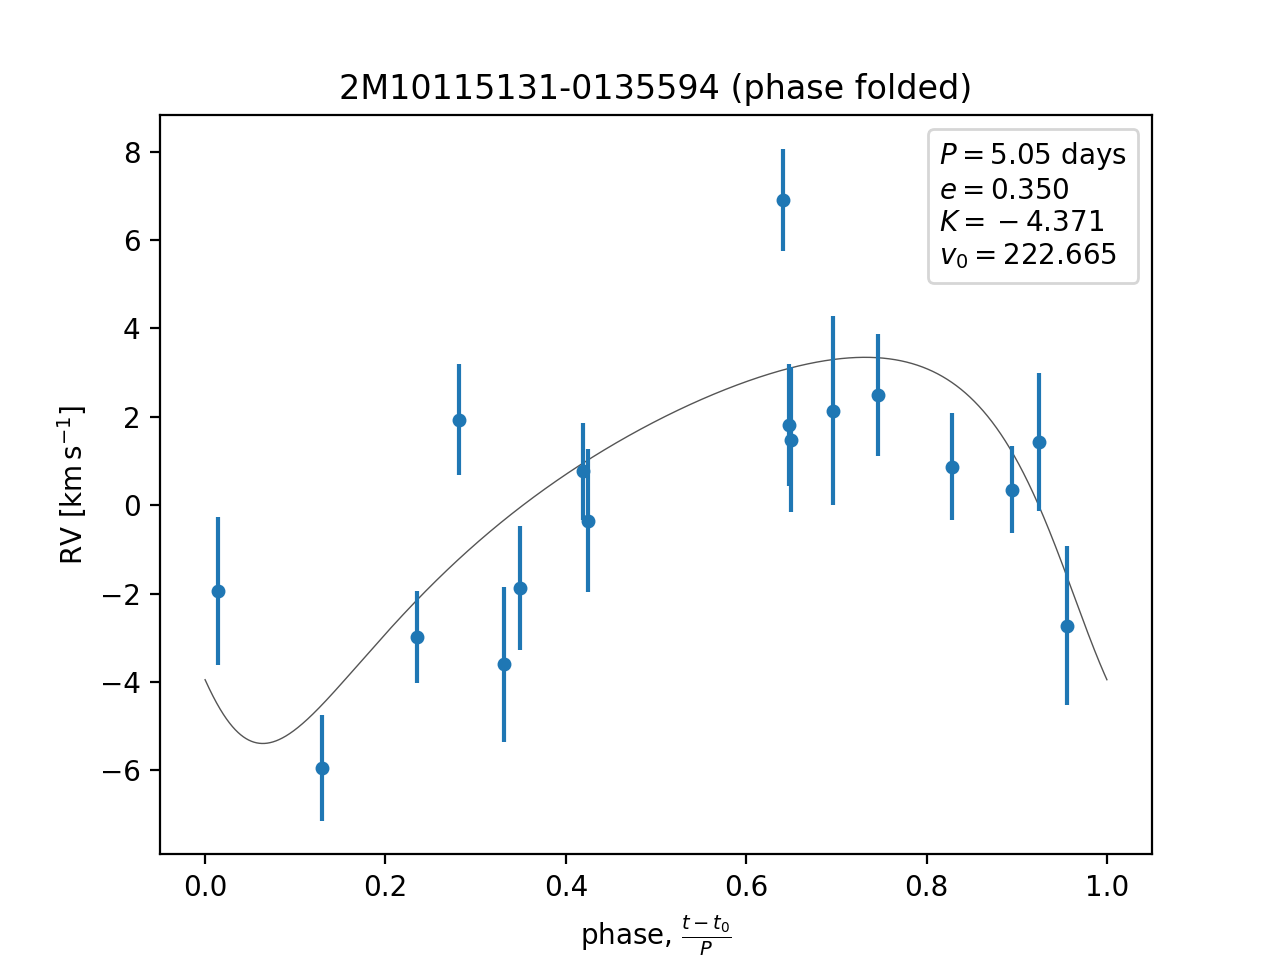 2M10115131-0135594 (phase folded)
P = 5.05 days
e = 0.350
K = −4.371
v₀ = 222.665
8
6
4
2
0
−2
−4
−6
RV [km s⁻¹]
0.0 0.2 0.4 0.6 0.8 1.0
phase, (t − t₀)/P